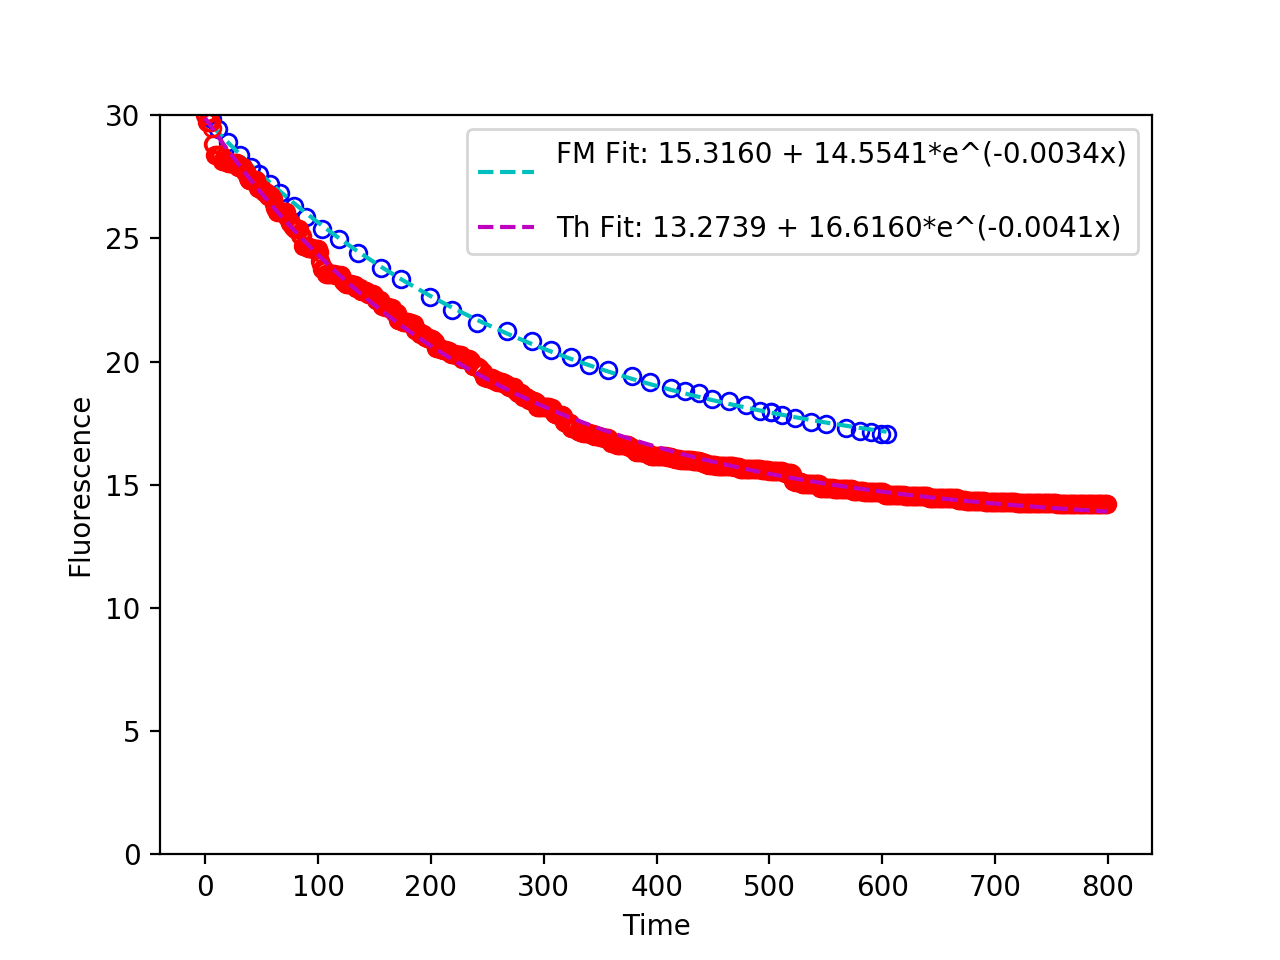 FM Fit: 15.3160 + 14.5541*e^(-0.0034x)
Th Fit: 13.2739 + 16.6160*e^(-0.0041x)
30
25
20
15
10
5
0
Fluorescence
0 100 200 300 400 500 600 700 800
Time